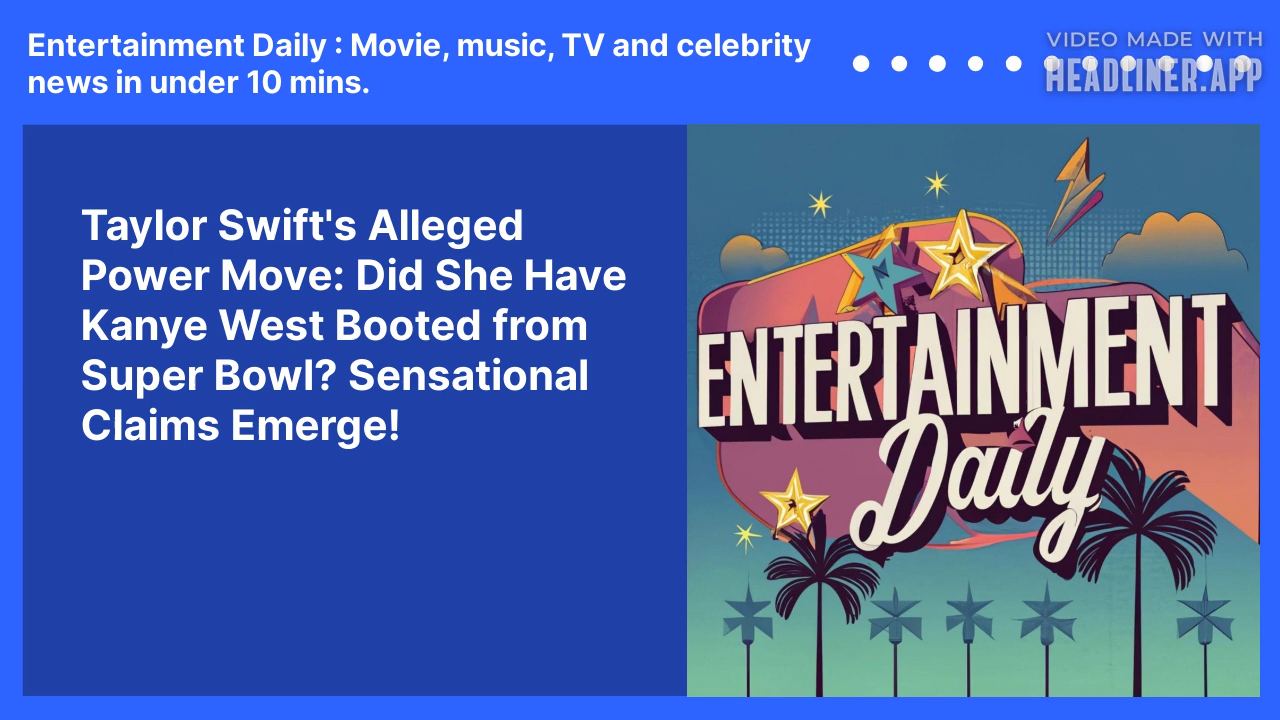 Entertainment Daily : Movie, music, TV and celebrity
news in under 10 mins.
VIDEO MADE WITH
HEADLINER.APP
Taylor Swift's Alleged
Power Move: Did She Have
Kanye West Booted from
Super Bowl? Sensational
Claims Emerge!
ENTERTAINMENT
Daily